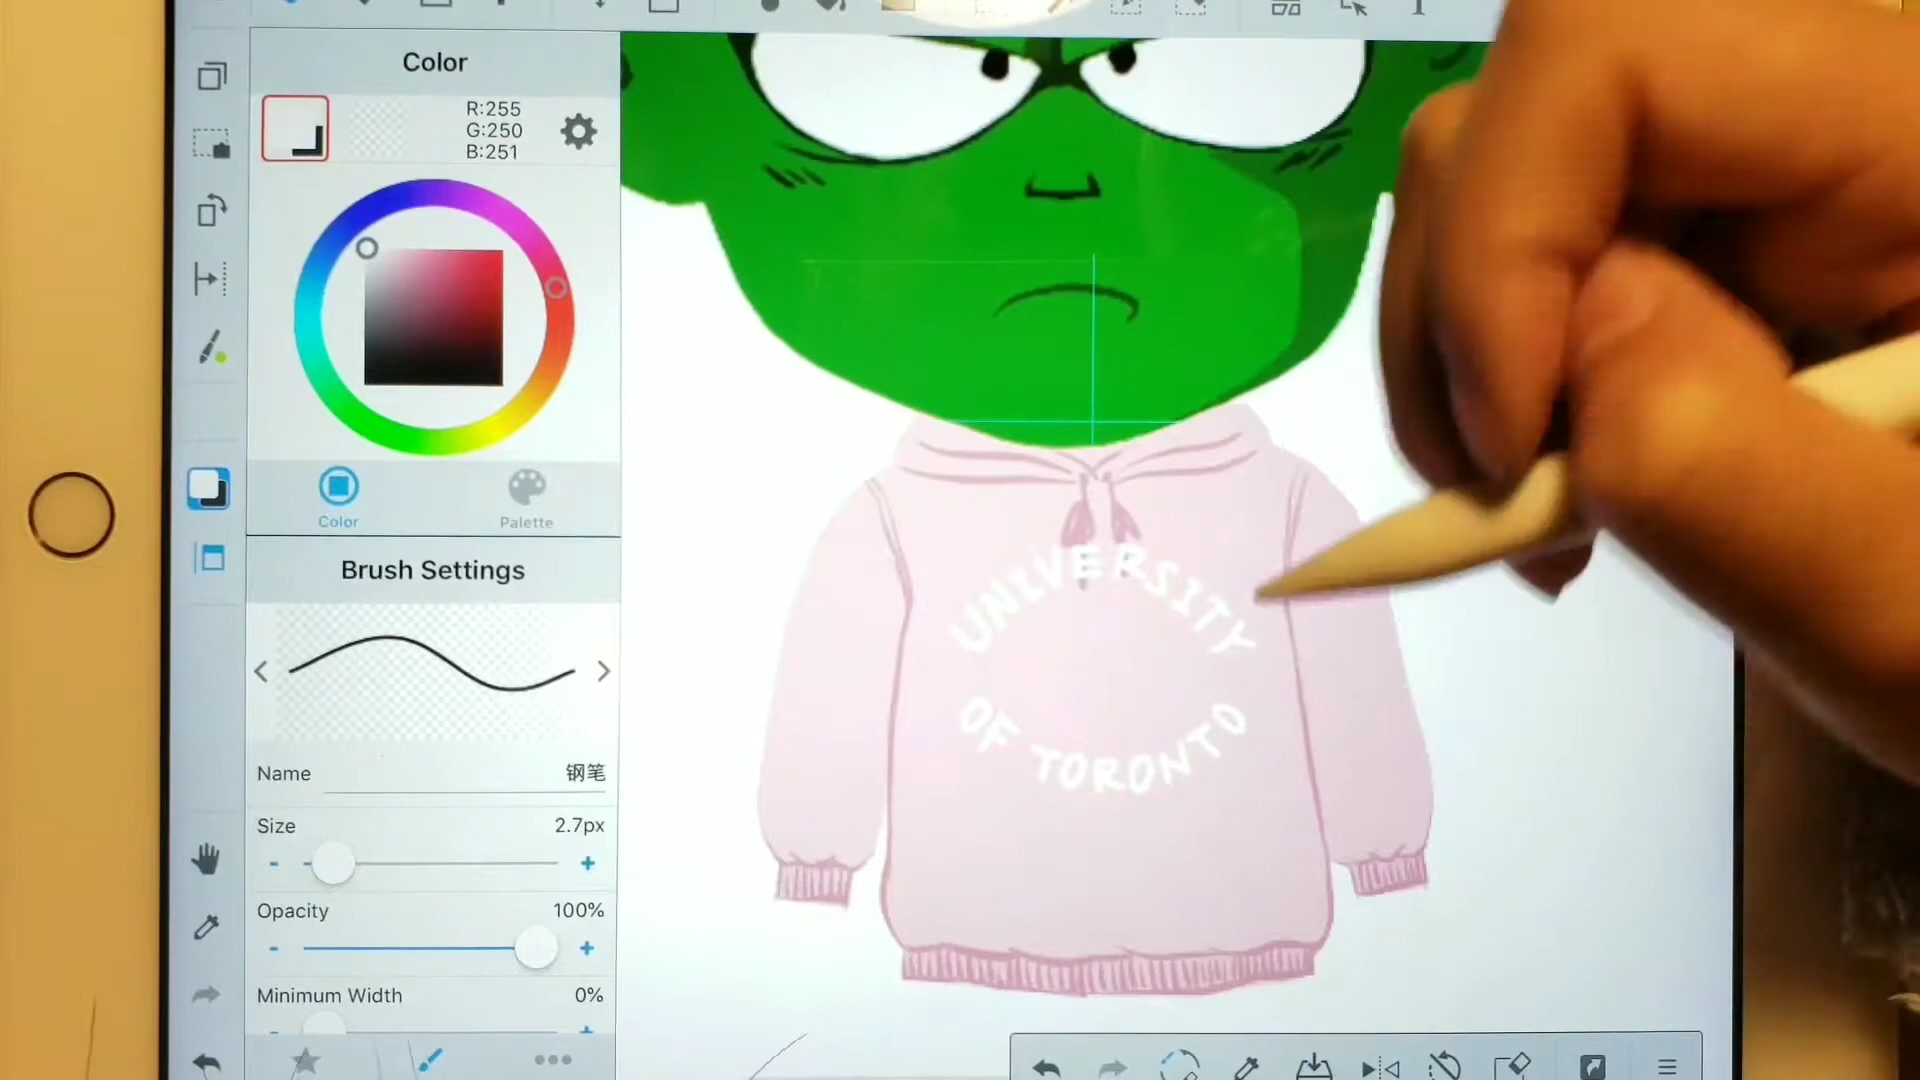 Color
R:255
G:250
B:251
Color
Palette
Brush Settings
Name
钢笔
Size
2.7px
Opacity
100%
Minimum Width
0%
UNIVERSITY
OF TORONTO